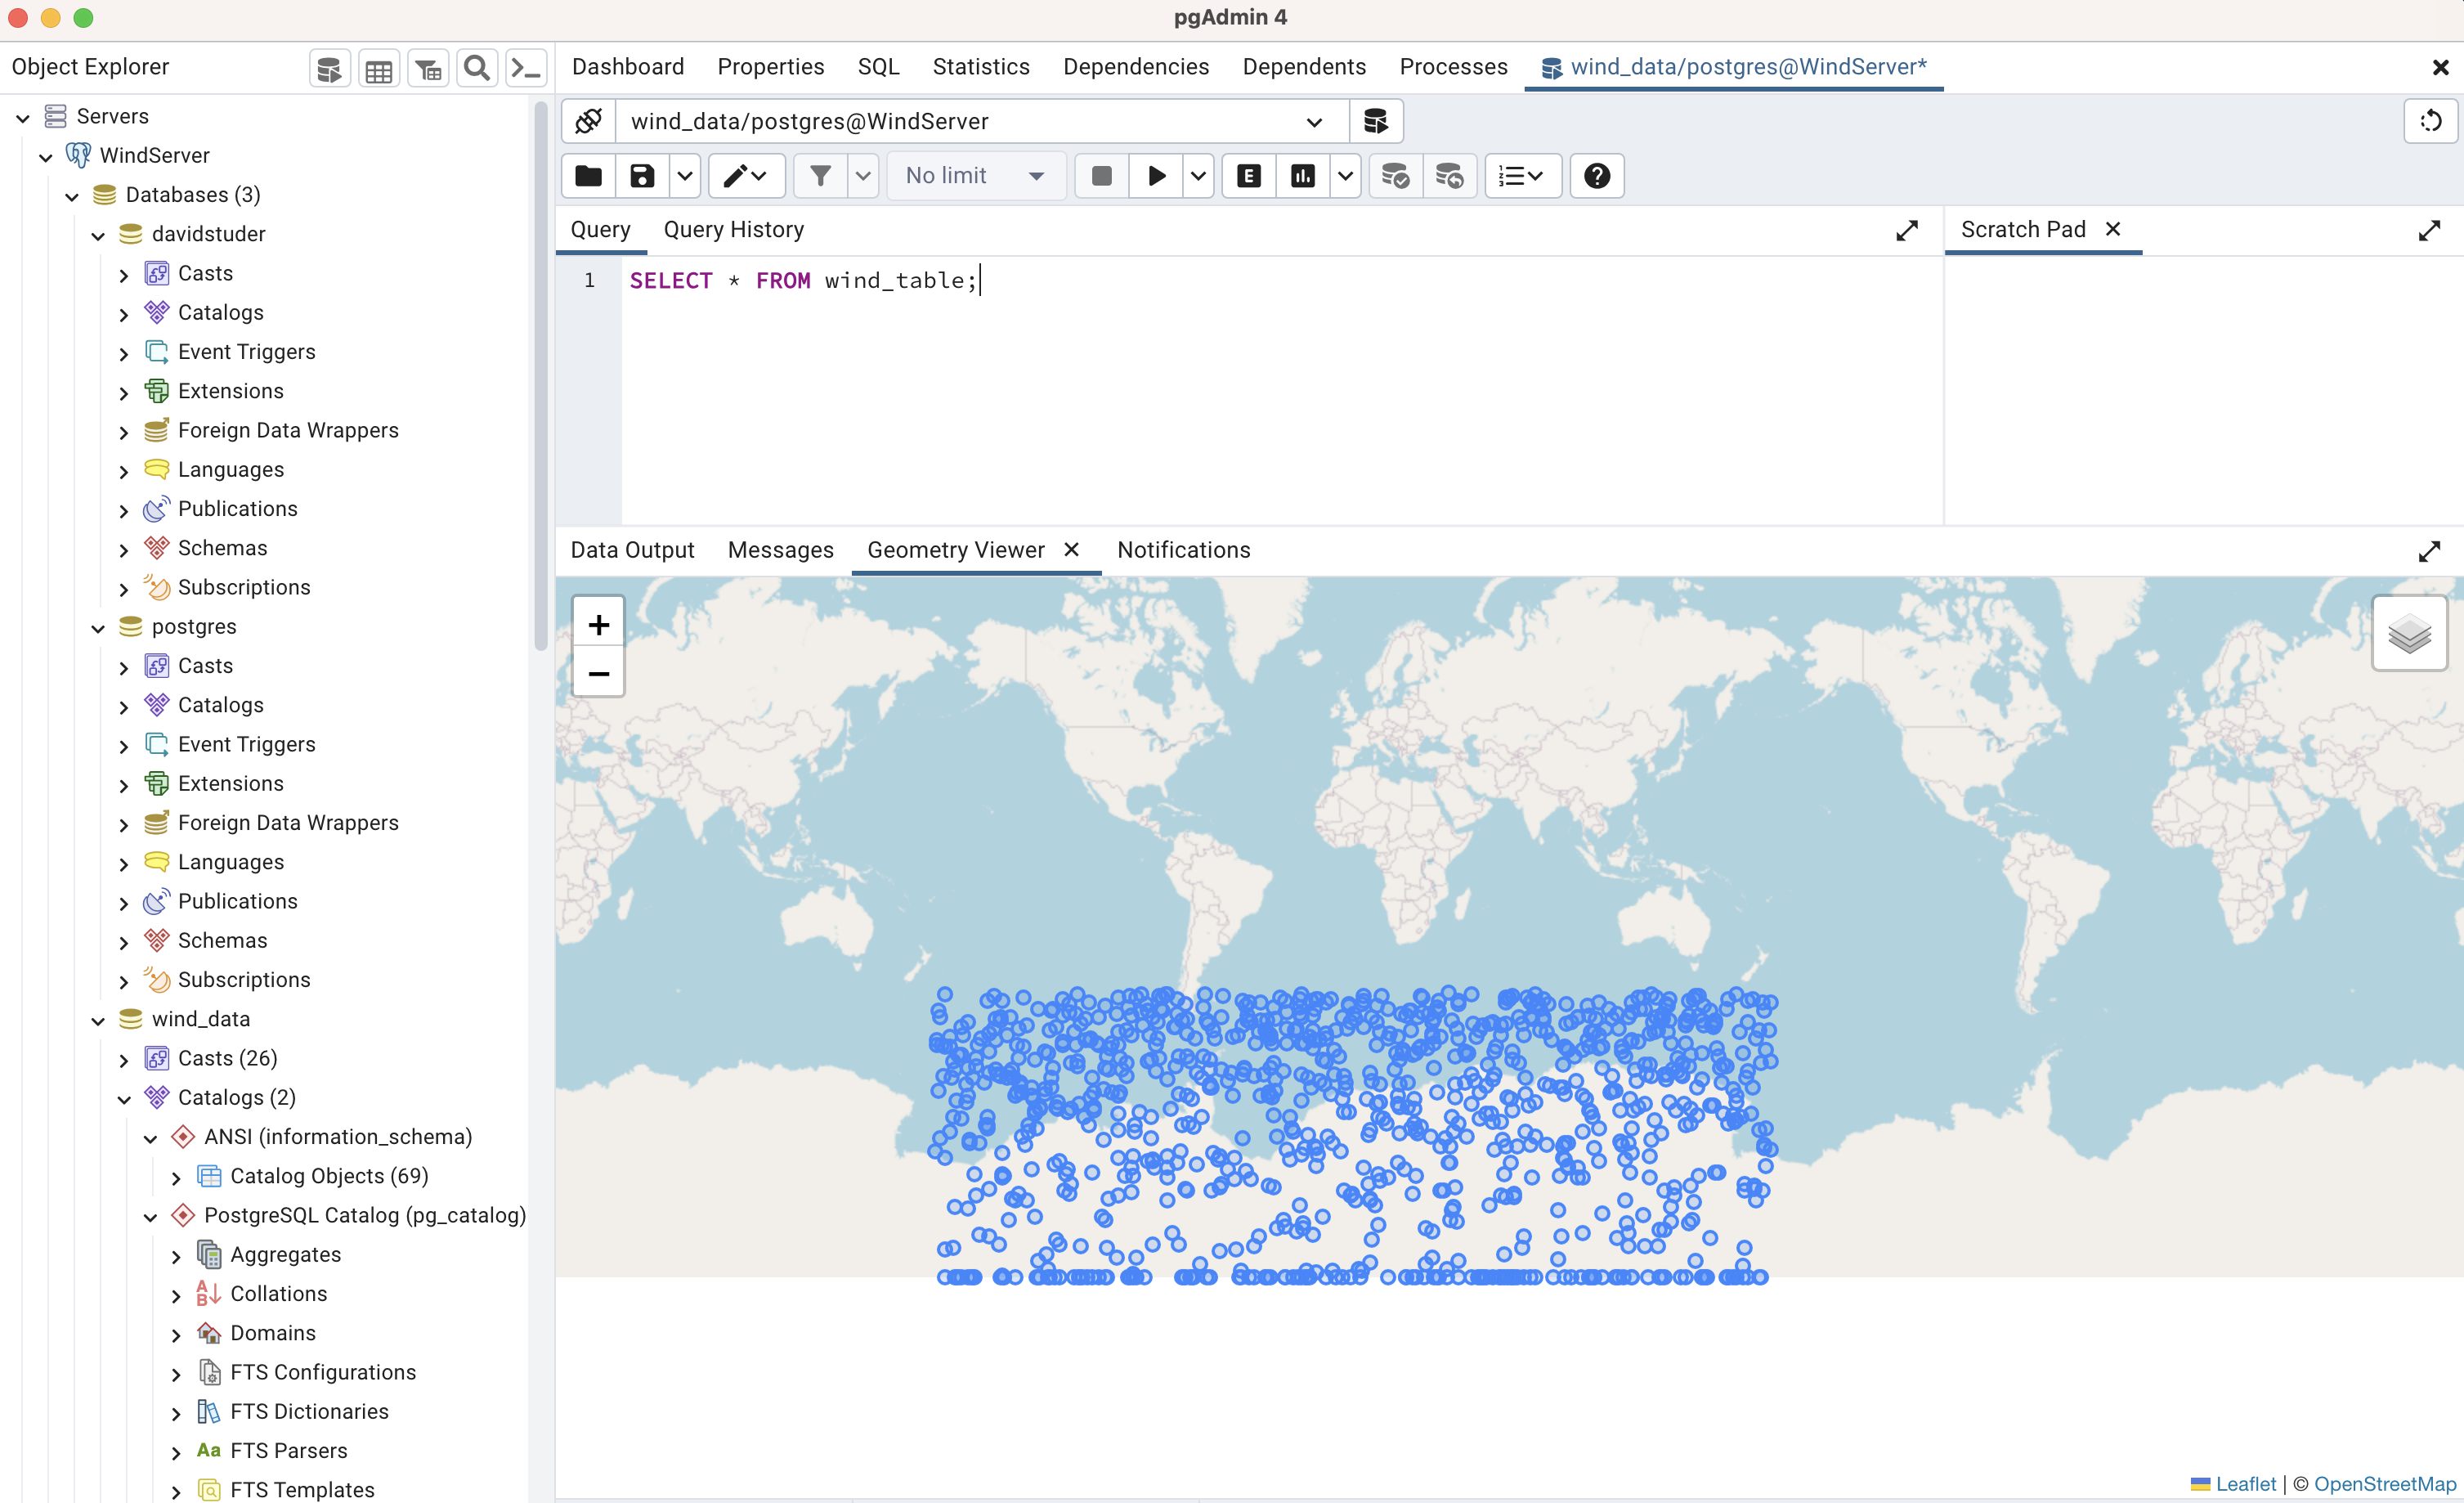 pgAdmin 4
Object Explorer
Dashboard
Properties
SQL
Statistics
Dependencies
Dependents
Processes
wind_data/postgres@WindServer*
Servers
WindServer
Databases (3)
davidstuder
Casts
Catalogs
Event Triggers
Extensions
Foreign Data Wrappers
Languages
Publications
Schemas
Subscriptions
postgres
Casts
Catalogs
Event Triggers
Extensions
Foreign Data Wrappers
Languages
Publications
Schemas
Subscriptions
wind_data
Casts (26)
Catalogs (2)
ANSI (information_schema)
Catalog Objects (69)
PostgreSQL Catalog (pg_catalog)
Aggregates
Collations
Domains
FTS Configurations
FTS Dictionaries
Aa FTS Parsers
FTS Templates
wind_data/postgres@WindServer
No limit
E
Query
Query History
Scratch Pad
1 SELECT * FROM wind_table;
Data Output
Messages
Geometry Viewer
Notifications
+
−
Leaflet | © OpenStreetMap